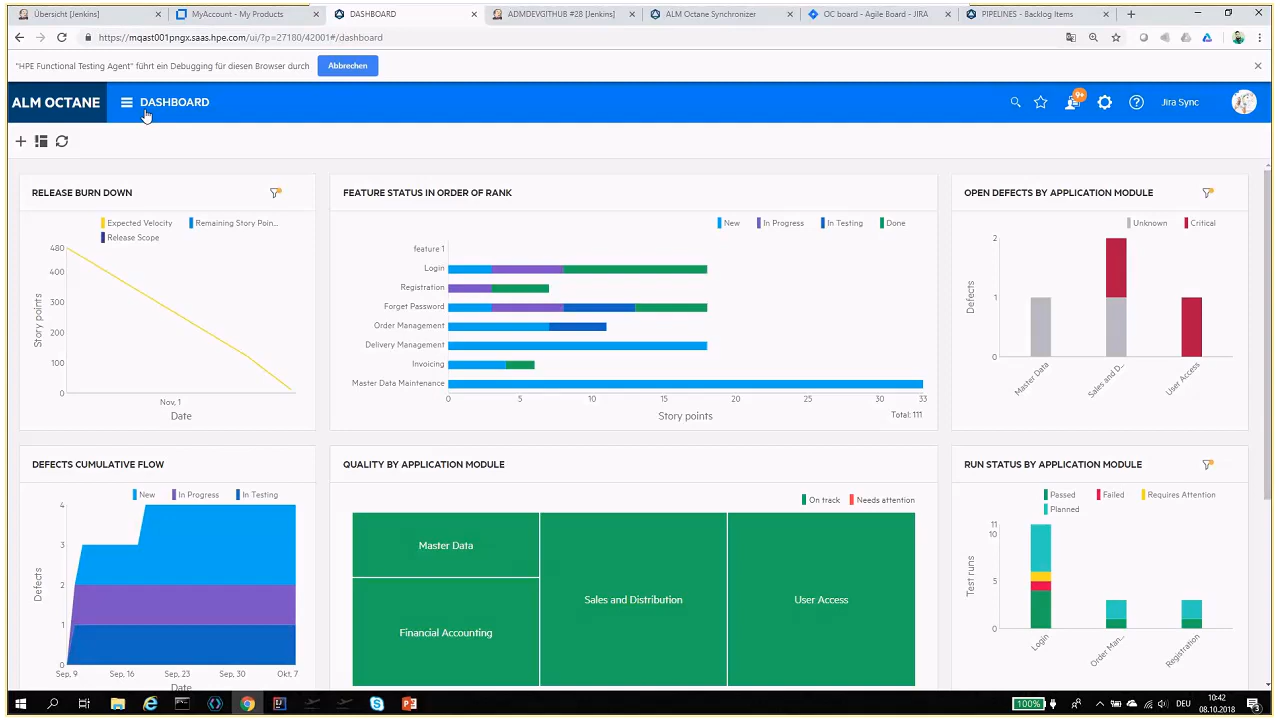 Übersicht [Jenkins]
MyAccount - My Products
DASHBOARD
ADMDEVGITHUB #28 [Jenkins]
ALM Octane Synchronizer
OC board - Agile Board - JIRA
PIPELINES - Backlog Items
https://mqast001pngx.saas.hpe.com/ui/?p=27180/42001#/dashboard
"HPE Functional Testing Agent" führt ein Debugging für diesen Browser durch
Abbrechen
ALM OCTANE
DASHBOARD
9+
Jira Sync
RELEASE BURN DOWN
Expected Velocity
Remaining Story Poin...
Release Scope
480
400
300
200
100
0
Story points
Nov, 1
Date
FEATURE STATUS IN ORDER OF RANK
New
In Progress
In Testing
Done
feature 1
Login
Registration
Forget Password
Order Management
Delivery Management
Invoicing
Master Data Maintenance
0 5 10 15 20 25 30 33
Story points
Total: 111
OPEN DEFECTS BY APPLICATION MODULE
Unknown
Critical
2
1
0
Defects
Master Data
Sales and D...
User Access
DEFECTS CUMULATIVE FLOW
New
In Progress
In Testing
4
3
2
1
0
Defects
Sep, 9 Sep, 16 Sep, 23 Sep, 30 Okt, 7
Date
QUALITY BY APPLICATION MODULE
On track
Needs attention
Master Data
Financial Accounting
Sales and Distribution
User Access
RUN STATUS BY APPLICATION MODULE
Passed
Failed
Requires Attention
Planned
11
10
5
0
Test runs
Login
Order Man...
Registration
100%
DEU
10:42
08.10.2018
3